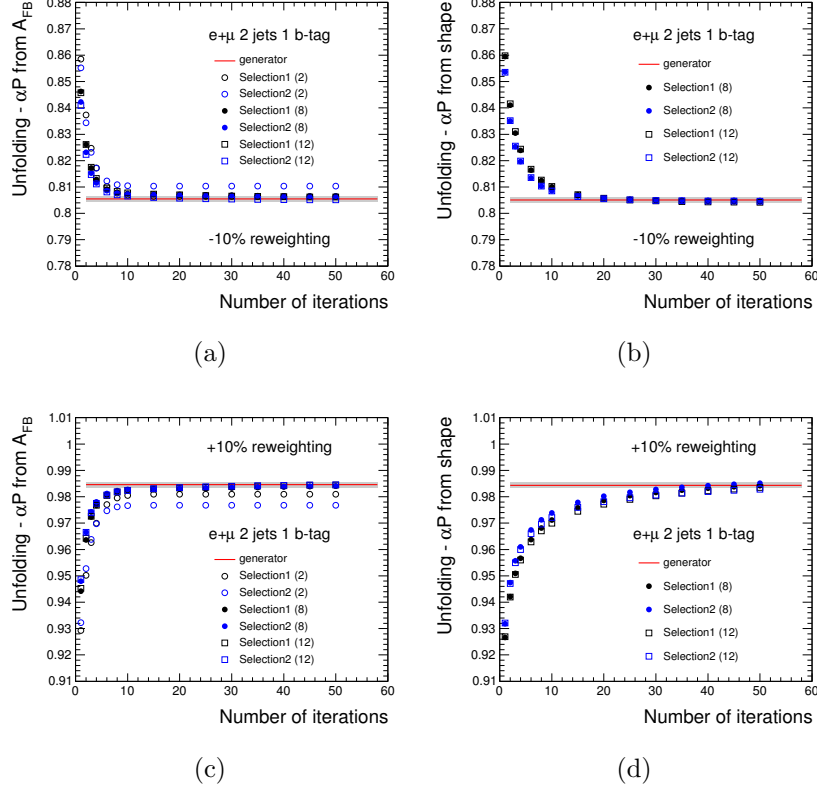 Unfolding - αP from A_FB
0.88
0.87
0.86
0.85
0.84
0.83
0.82
0.81
0.8
0.79
0.78
e+μ 2 jets 1 b-tag
generator
Selection1 (2)
Selection2 (2)
Selection1 (8)
Selection2 (8)
Selection1 (12)
Selection2 (12)
-10% reweighting
0 10 20 30 40 50 60
Number of iterations
(a)
Unfolding - αP from shape
0.88
0.87
0.86
0.85
0.84
0.83
0.82
0.81
0.8
0.79
0.78
e+μ 2 jets 1 b-tag
generator
Selection1 (8)
Selection2 (8)
Selection1 (12)
Selection2 (12)
-10% reweighting
0 10 20 30 40 50 60
Number of iterations
(b)
Unfolding - αP from A_FB
1.01
1
0.99
0.98
0.97
0.96
0.95
0.94
0.93
0.92
0.91
+10% reweighting
e+μ 2 jets 1 b-tag
generator
Selection1 (2)
Selection2 (2)
Selection1 (8)
Selection2 (8)
Selection1 (12)
Selection2 (12)
0 10 20 30 40 50 60
Number of iterations
(c)
Unfolding - αP from shape
1.01
1
0.99
0.98
0.97
0.96
0.95
0.94
0.93
0.92
0.91
+10% reweighting
e+μ 2 jets 1 b-tag
generator
Selection1 (8)
Selection2 (8)
Selection1 (12)
Selection2 (12)
0 10 20 30 40 50 60
Number of iterations
(d)